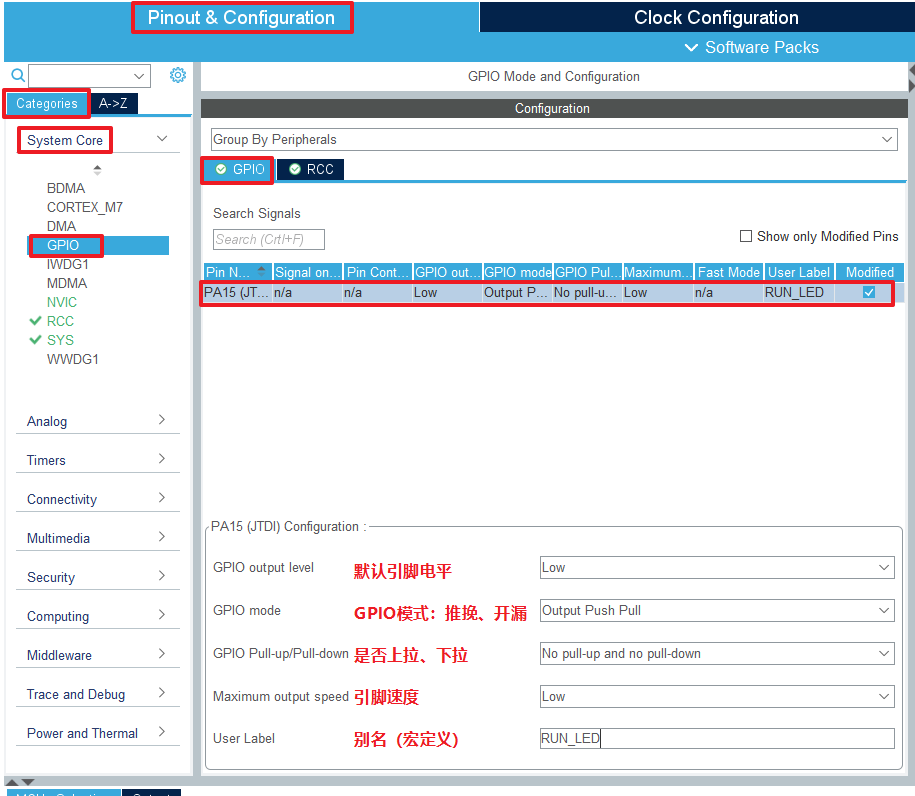 Pinout & Configuration
Clock Configuration
Software Packs
GPIO Mode and Configuration
Categories
A->Z
Configuration
System Core
Group By Peripherals
GPIO
RCC
BDMA
CORTEX_M7
DMA
GPIO
IWDG1
MDMA
NVIC
RCC
SYS
WWDG1
Search Signals
Search (Crtl+F)
Show only Modified Pins
Pin N... Signal on... Pin Cont... GPIO out... GPIO mode GPIO Pul... Maximum... Fast Mode User Label Modified
PA15 (JT... n/a n/a Low Output P... No pull-u... Low n/a RUN_LED
Analog
Timers
Connectivity
Multimedia
Security
Computing
Middleware
Trace and Debug
Power and Thermal
PA15 (JTDI) Configuration :
GPIO output level 默认引脚电平 Low
GPIO mode GPIO模式：推挽、开漏 Output Push Pull
GPIO Pull-up/Pull-down 是否上拉、下拉 No pull-up and no pull-down
Maximum output speed 引脚速度 Low
User Label 别名（宏定义） RUN_LED